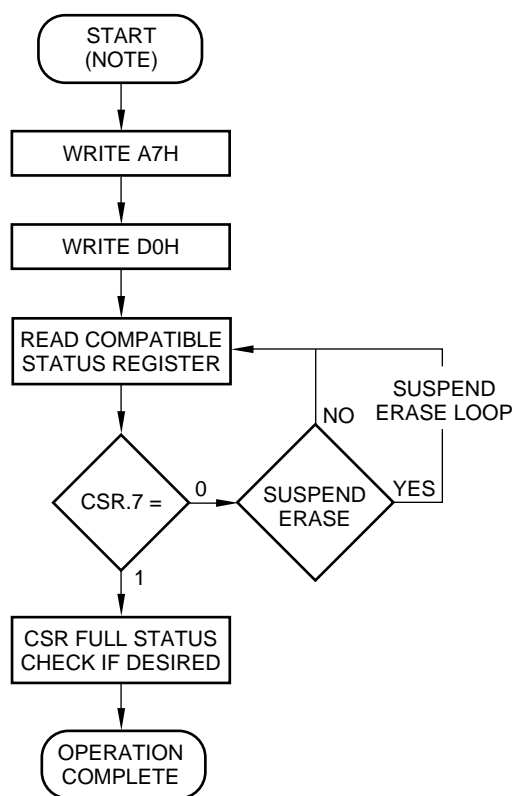 START
(NOTE)
WRITE A7H
WRITE D0H
READ COMPATIBLE
STATUS REGISTER
SUSPEND
ERASE LOOP
NO
CSR.7 =
0
SUSPEND
ERASE
YES
1
CSR FULL STATUS
CHECK IF DESIRED
OPERATION
COMPLETE